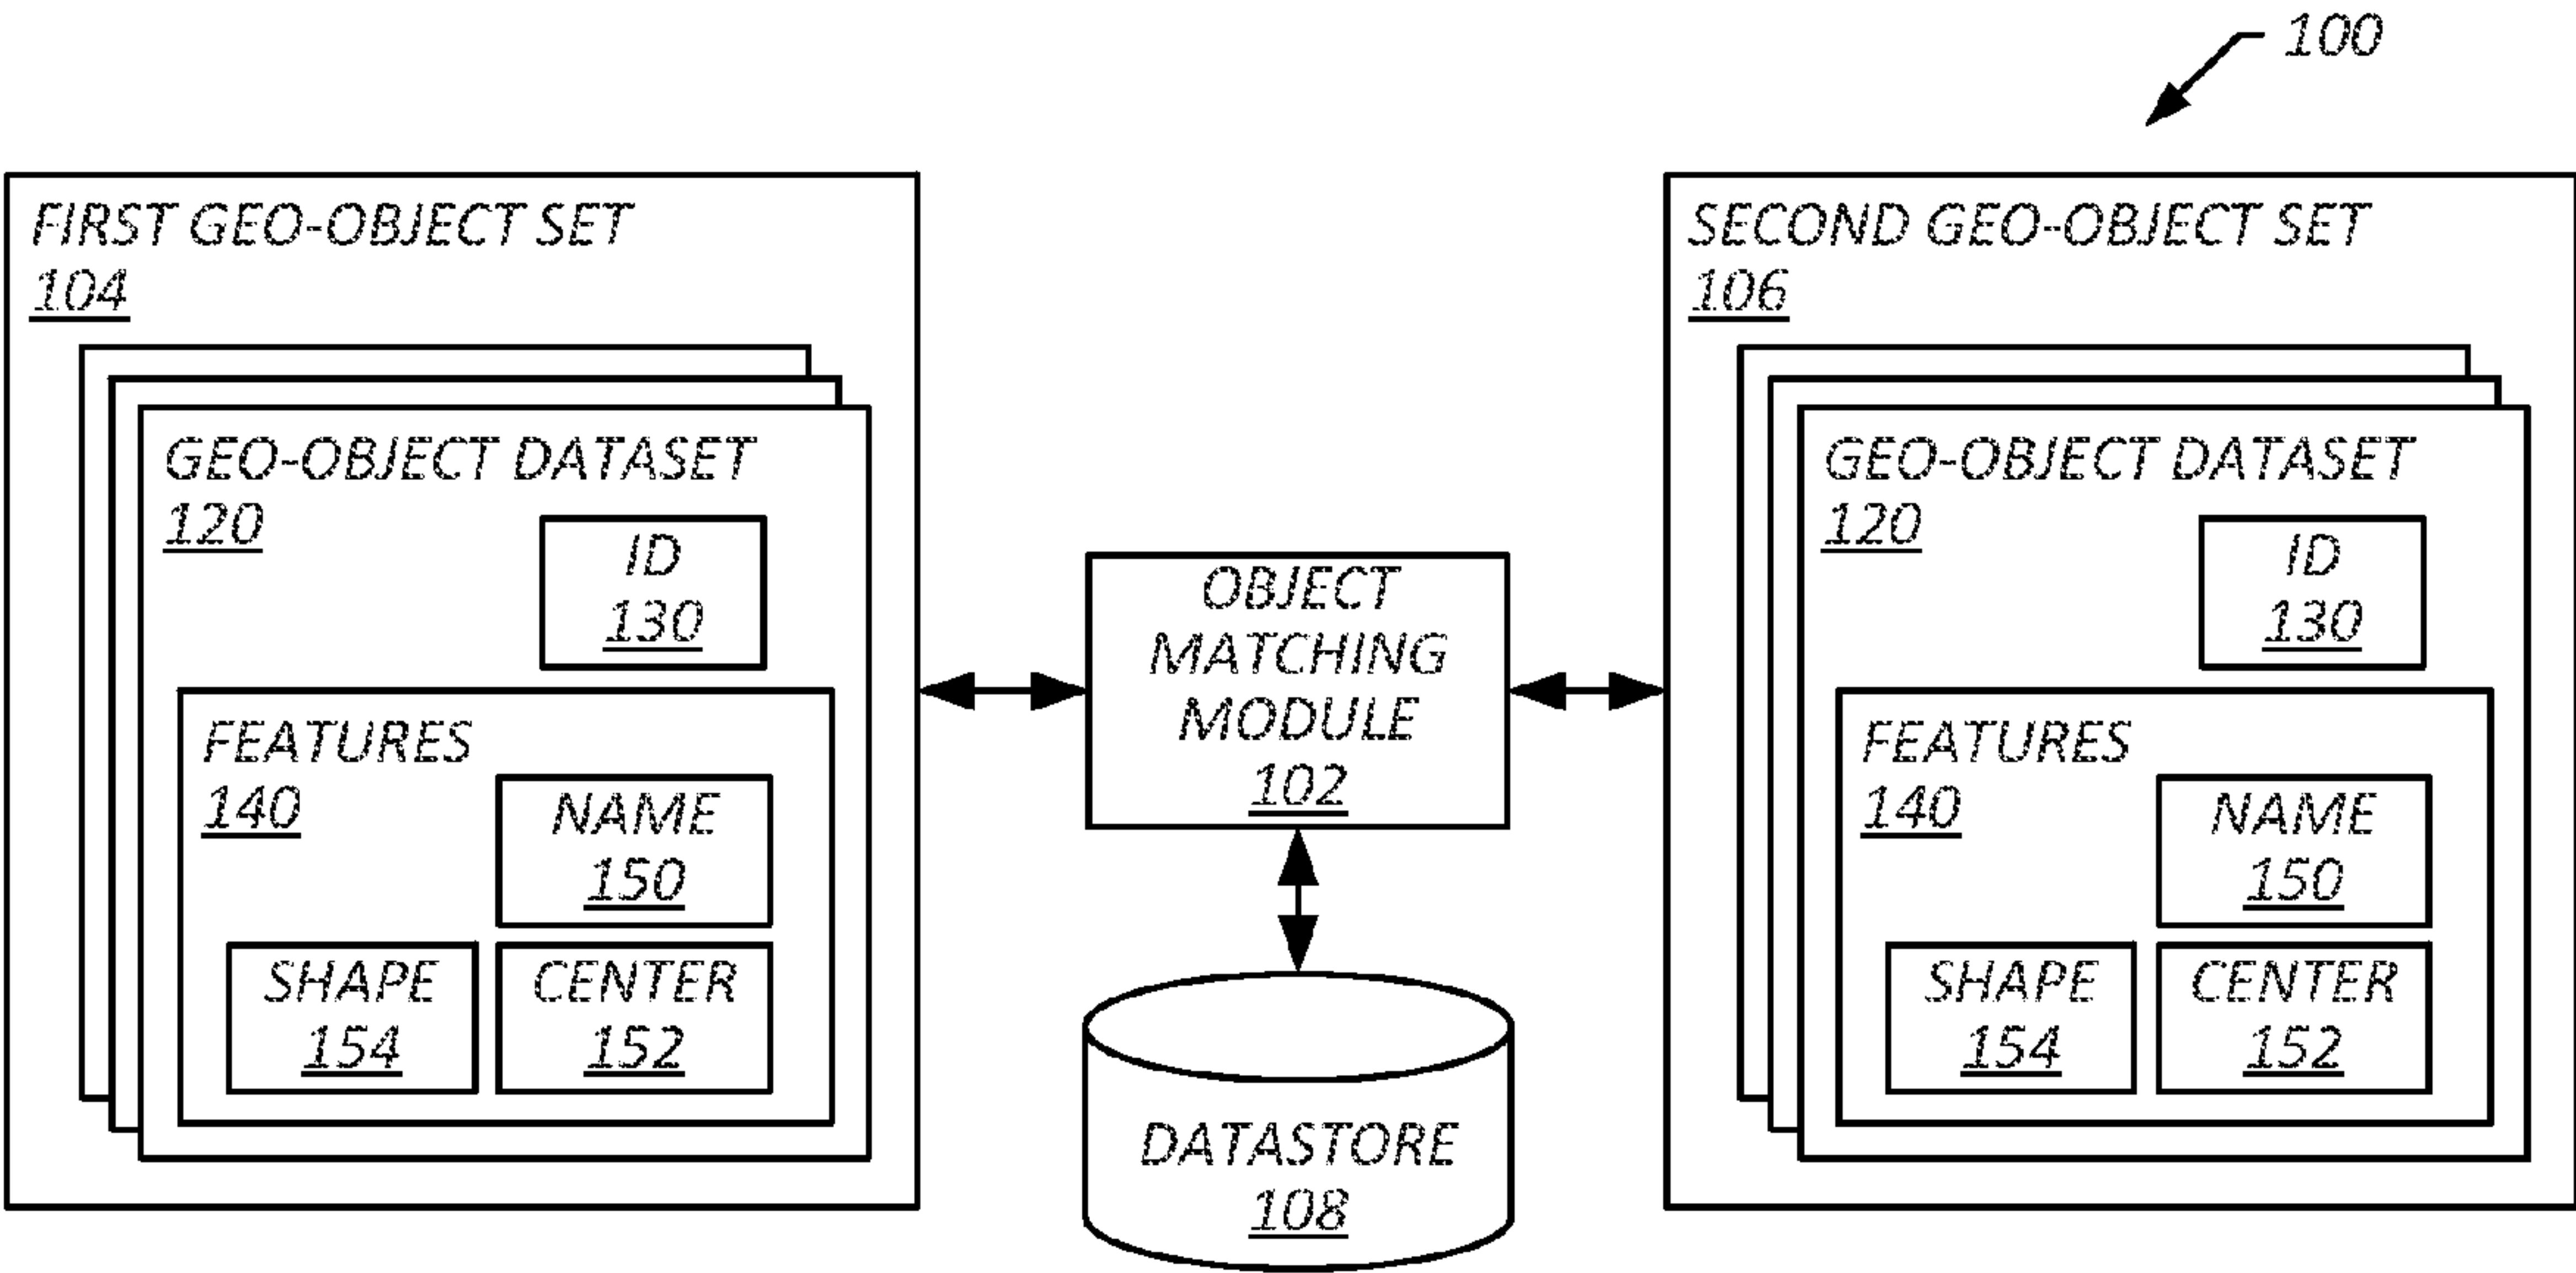 100
FIRST GEO-OBJECT SET
104
GEO-OBJECT DATASET
120
ID
130
FEATURES
140
NAME
150
SHAPE
154
CENTER
152
OBJECT
MATCHING
MODULE
102
DATASTORE
108
SECOND GEO-OBJECT SET
106
GEO-OBJECT DATASET
120
ID
130
FEATURES
140
NAME
150
SHAPE
154
CENTER
152